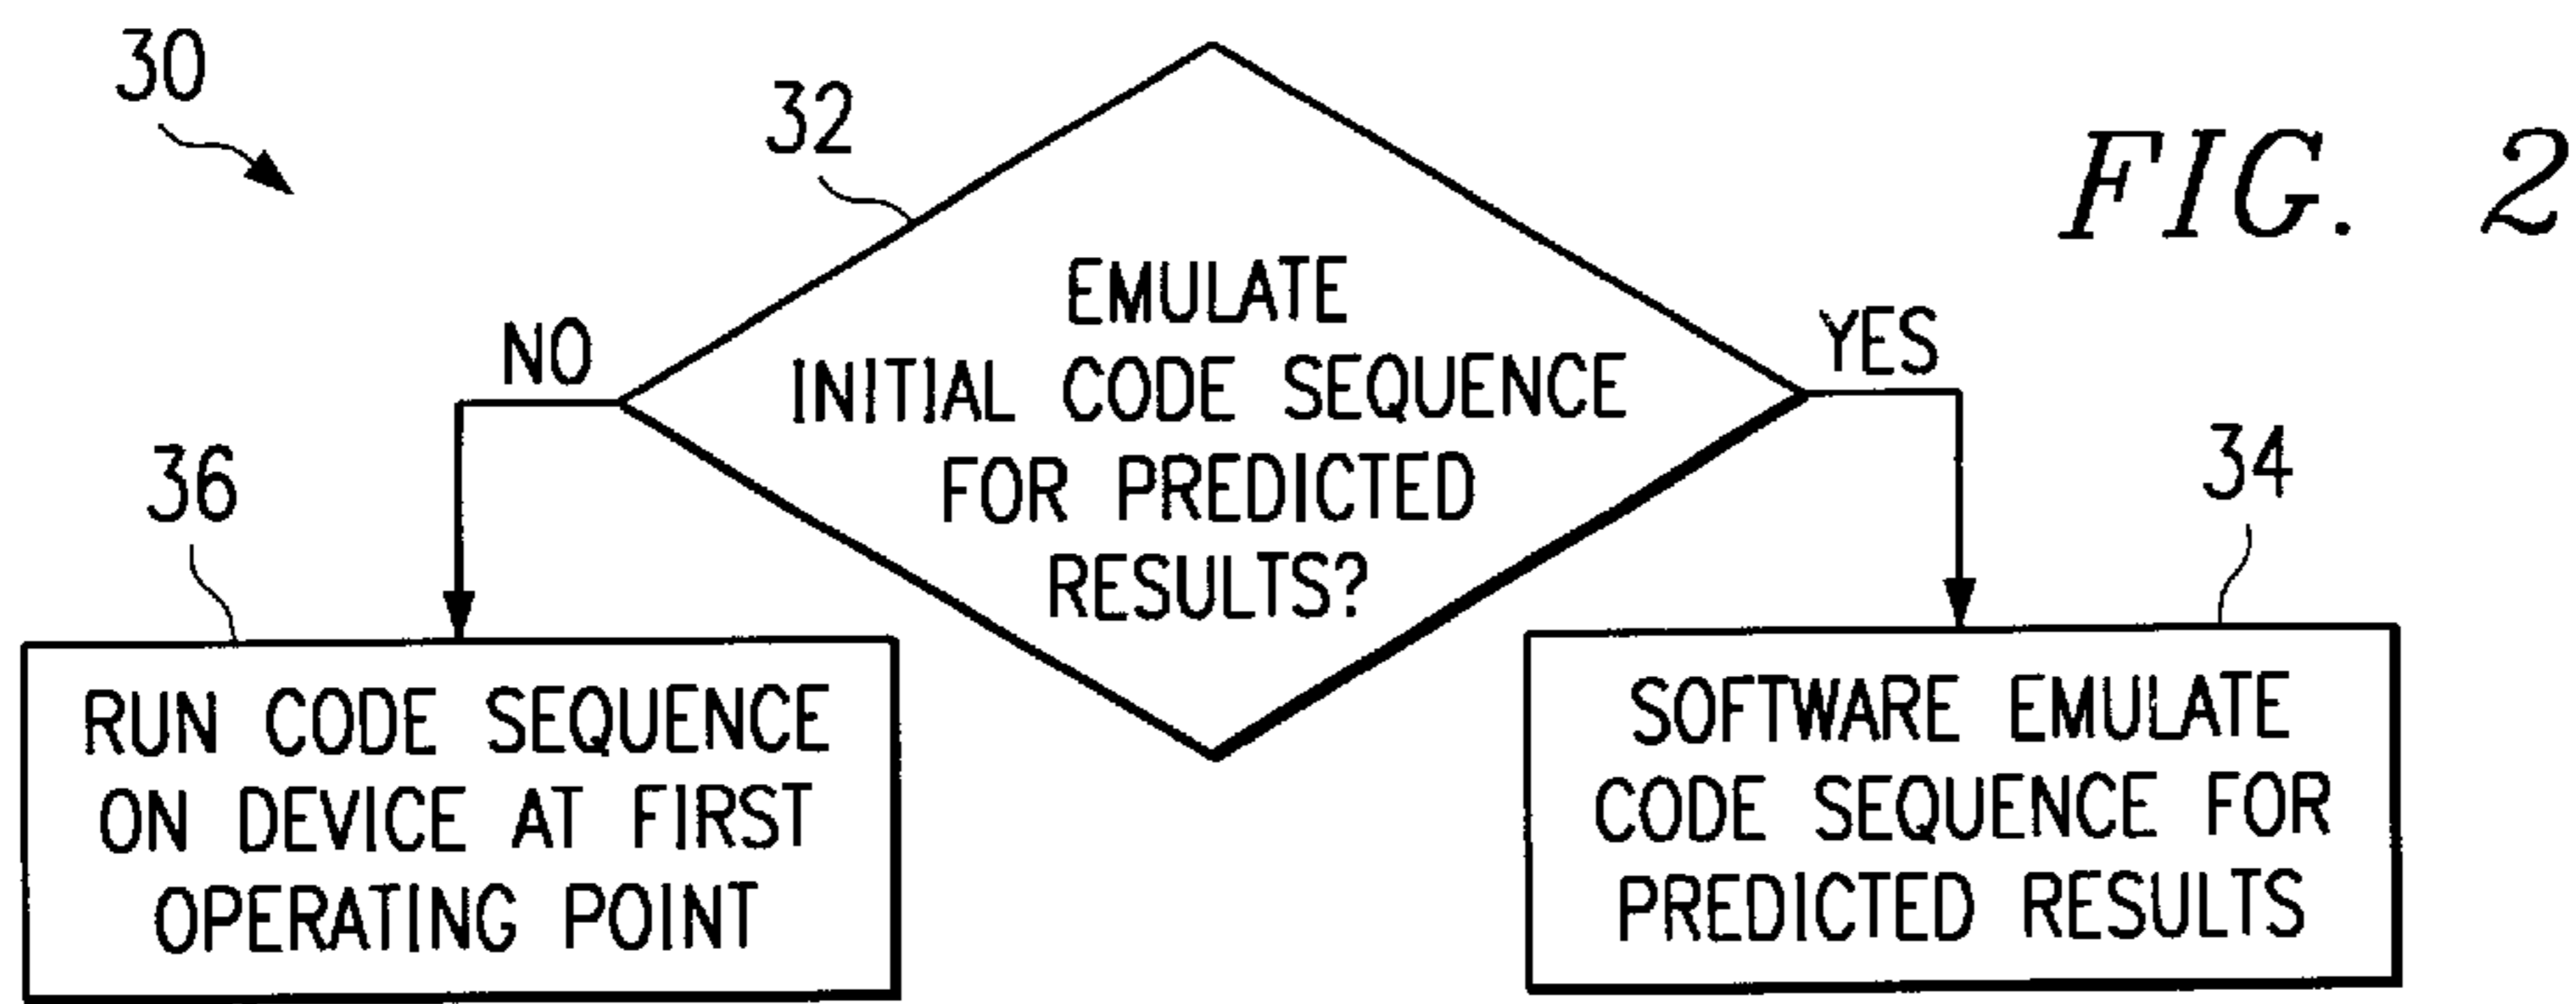 30
32
FIG. 2
EMULATE
INITIAL CODE SEQUENCE
FOR PREDICTED
RESULTS?
NO
YES
36
34
RUN CODE SEQUENCE
ON DEVICE AT FIRST
OPERATING POINT
SOFTWARE EMULATE
CODE SEQUENCE FOR
PREDICTED RESULTS